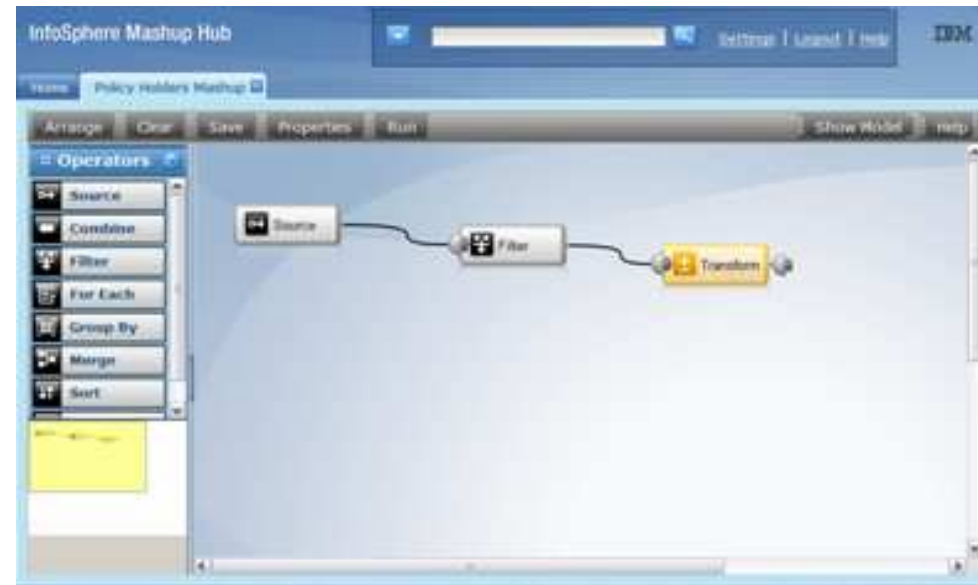 InfoSphere Mashup Hub
Settings | Logout | Help
IBM
Home
Policy Holders Mashup
Arrange
Clear
Save
Properties
Run
Show Model
Help
Operators
Source
Combine
Filter
For Each
Group By
Merge
Sort
Source
Filter
Transform